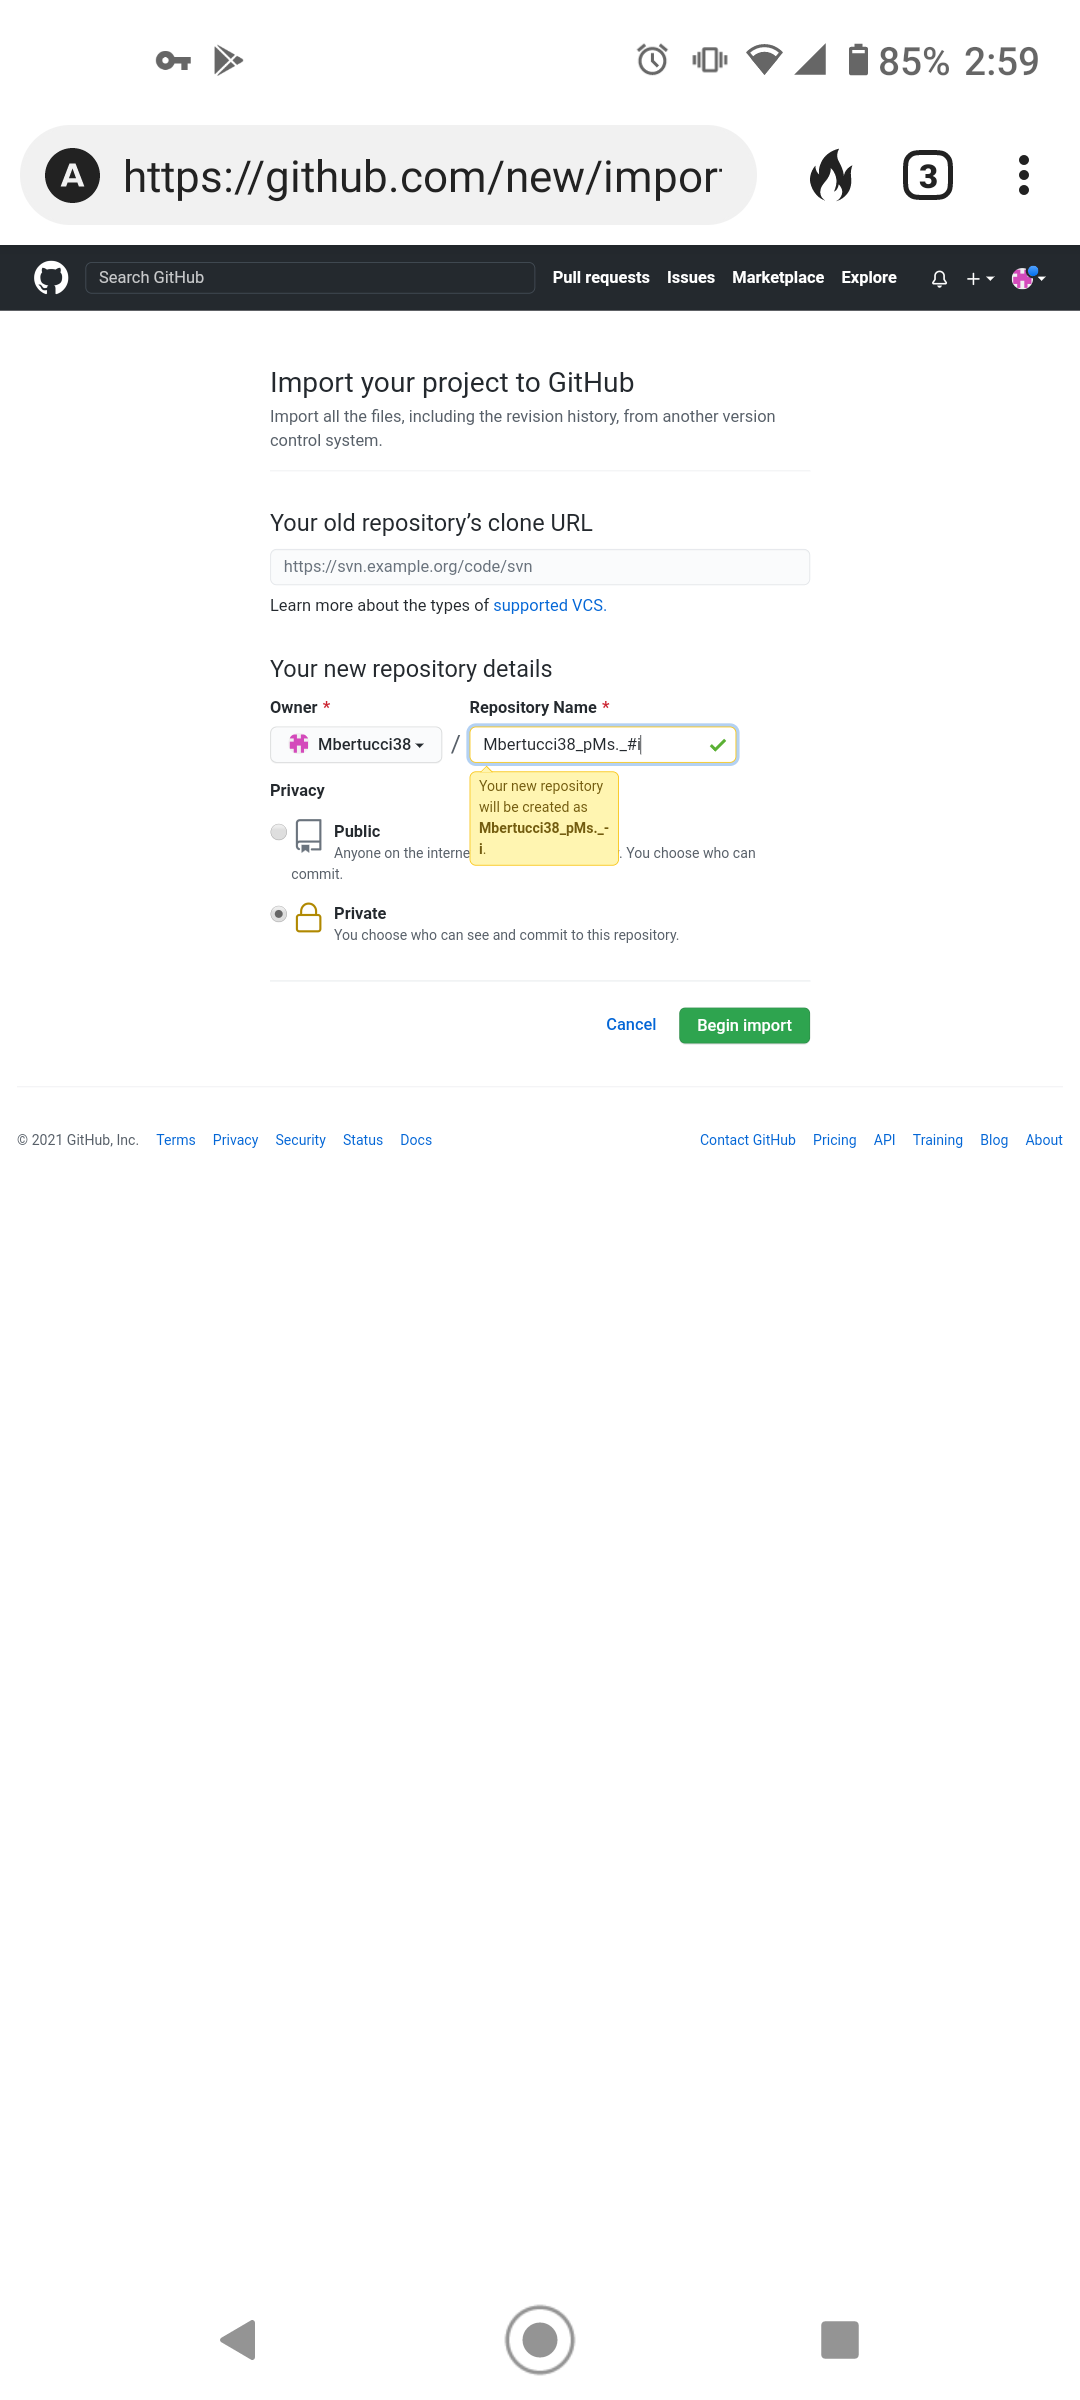 85% 2:59
A https://github.com/new/impor
3
Search GitHub Pull requests Issues Marketplace Explore
Import your project to GitHub
Import all the files, including the revision history, from another version
control system.
Your old repository’s clone URL
https://svn.example.org/code/svn
Learn more about the types of supported VCS.
Your new repository details
Owner *
Repository Name *
Mbertucci38 / Mbertucci38_pMs._#i
Your new repository
will be created as
Mbertucci38_pMs._-
i.
Privacy
Public
Anyone on the interne . You choose who can
commit.
Private
You choose who can see and commit to this repository.
Cancel Begin import
© 2021 GitHub, Inc. Terms Privacy Security Status Docs Contact GitHub Pricing API Training Blog About